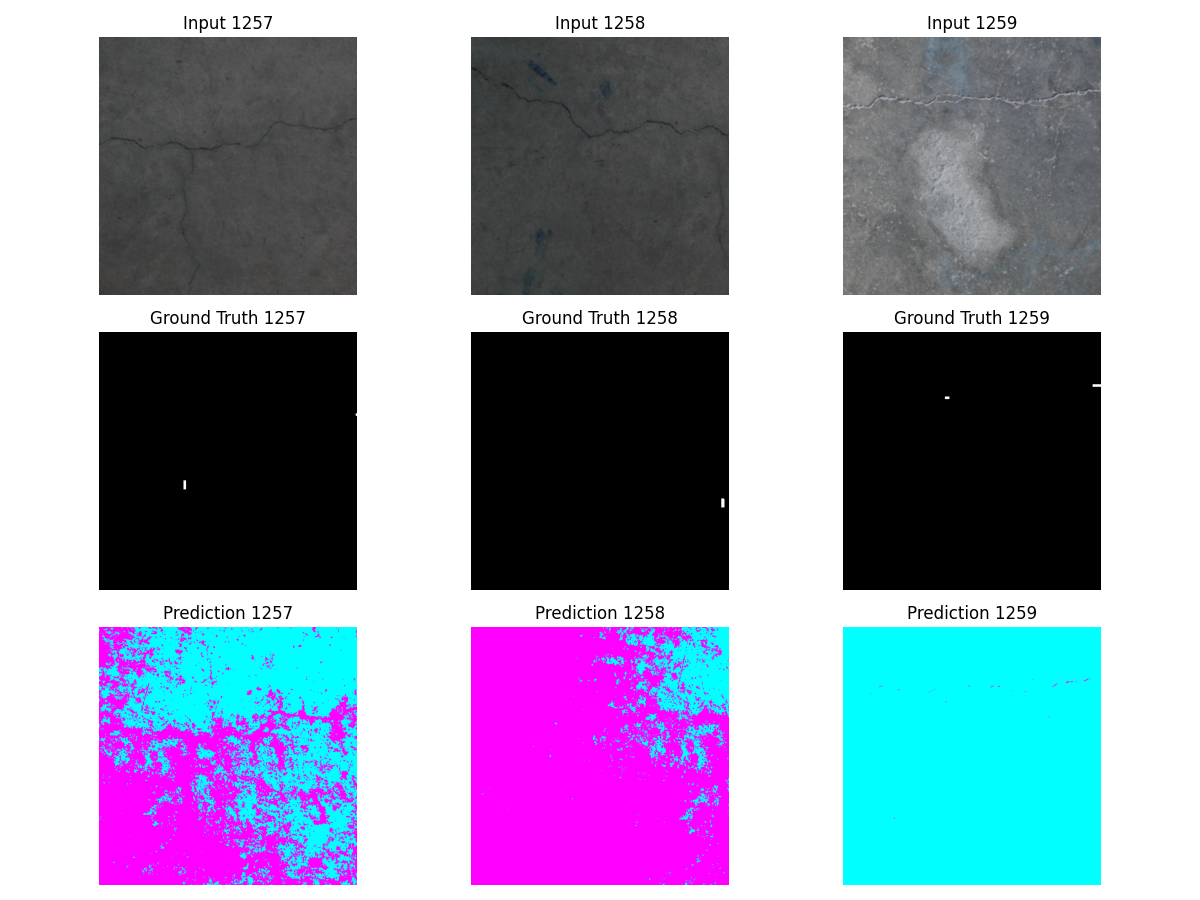 Input 1257
Input 1258
Input 1259
Ground Truth 1257
Ground Truth 1258
Ground Truth 1259
Prediction 1257
Prediction 1258
Prediction 1259